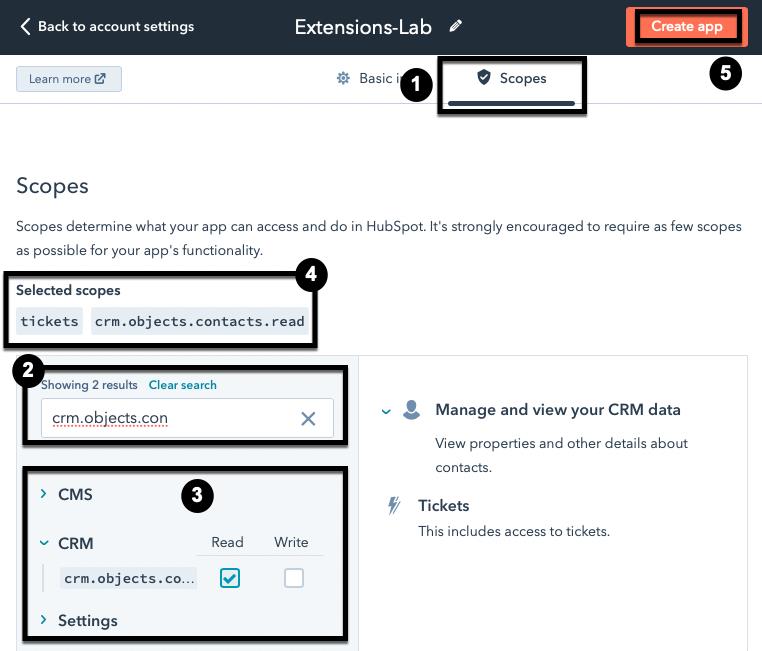 Back to account settings
Extensions-Lab
Create app
5
Learn more
Basic i
1
Scopes
Scopes
Scopes determine what your app can access and do in HubSpot. It's strongly encouraged to require as few scopes
as possible for your app's functionality.
4
Selected scopes
tickets crm.objects.contacts.read
2
Showing 2 results Clear search
crm.objects.con
3
CMS
CRM Read Write
crm.objects.co...
Settings
Manage and view your CRM data
View properties and other details about
contacts.
Tickets
This includes access to tickets.